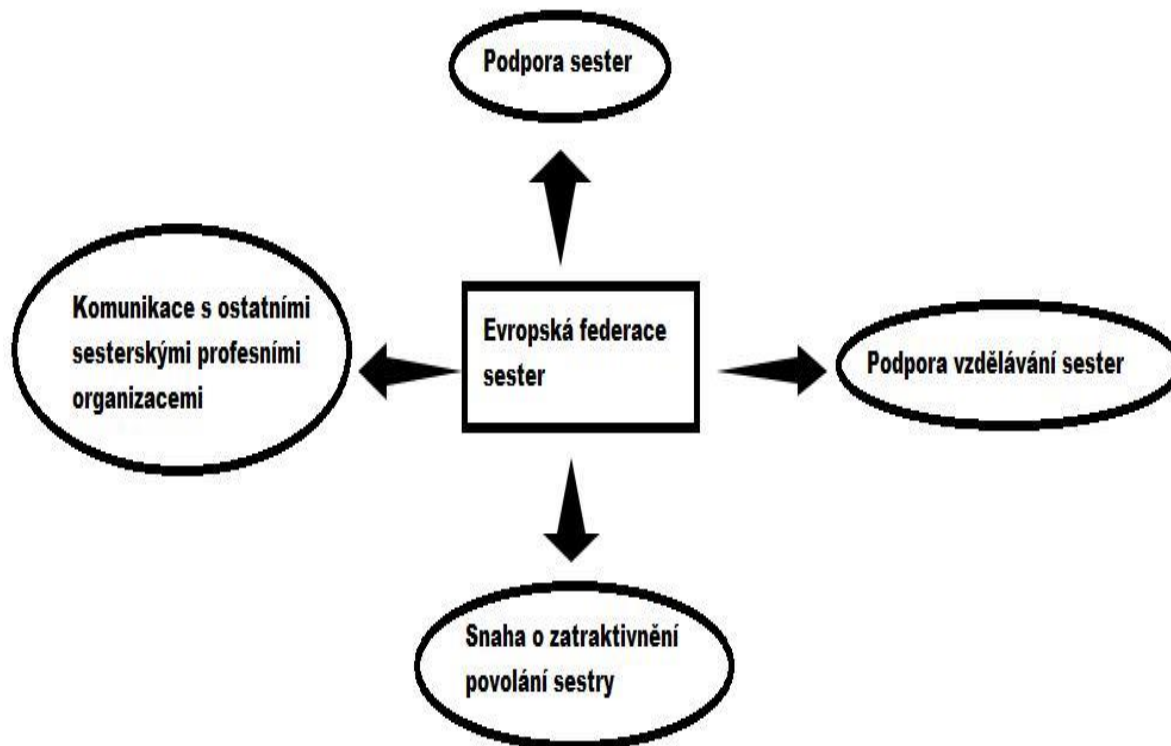 Podpora sester
Komunikace s ostatními
sesterskými profesními
organizacemi
Evropská federace
sester
Podpora vzdělávání sester
Snaha o zatraktivnění
povolání sestry